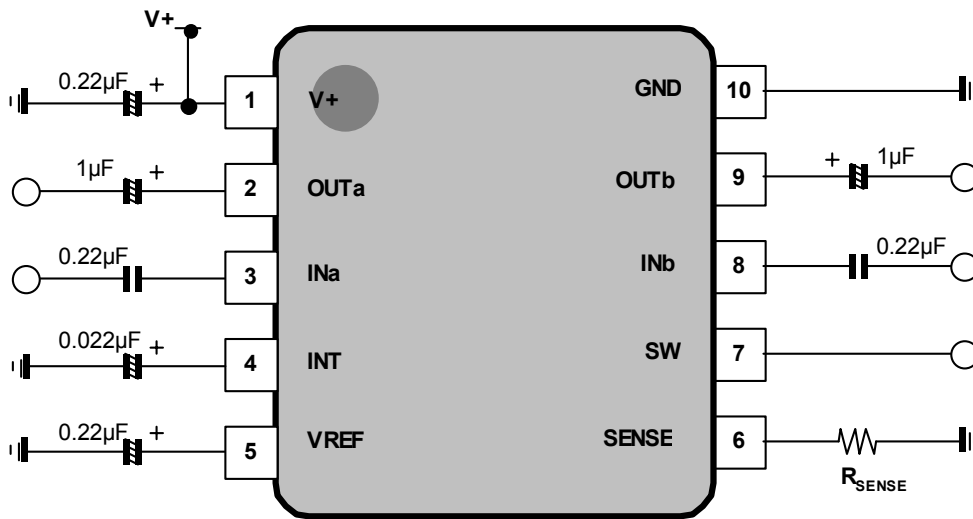 V+
0.22µF +
1 V+ GND 10
1µF + 2 OUTa OUTb 9 + 1µF
0.22µF 3 INa INb 8 0.22µF
0.022µF + 4 INT SW 7
0.22µF + 5 VREF SENSE 6
RSENSE